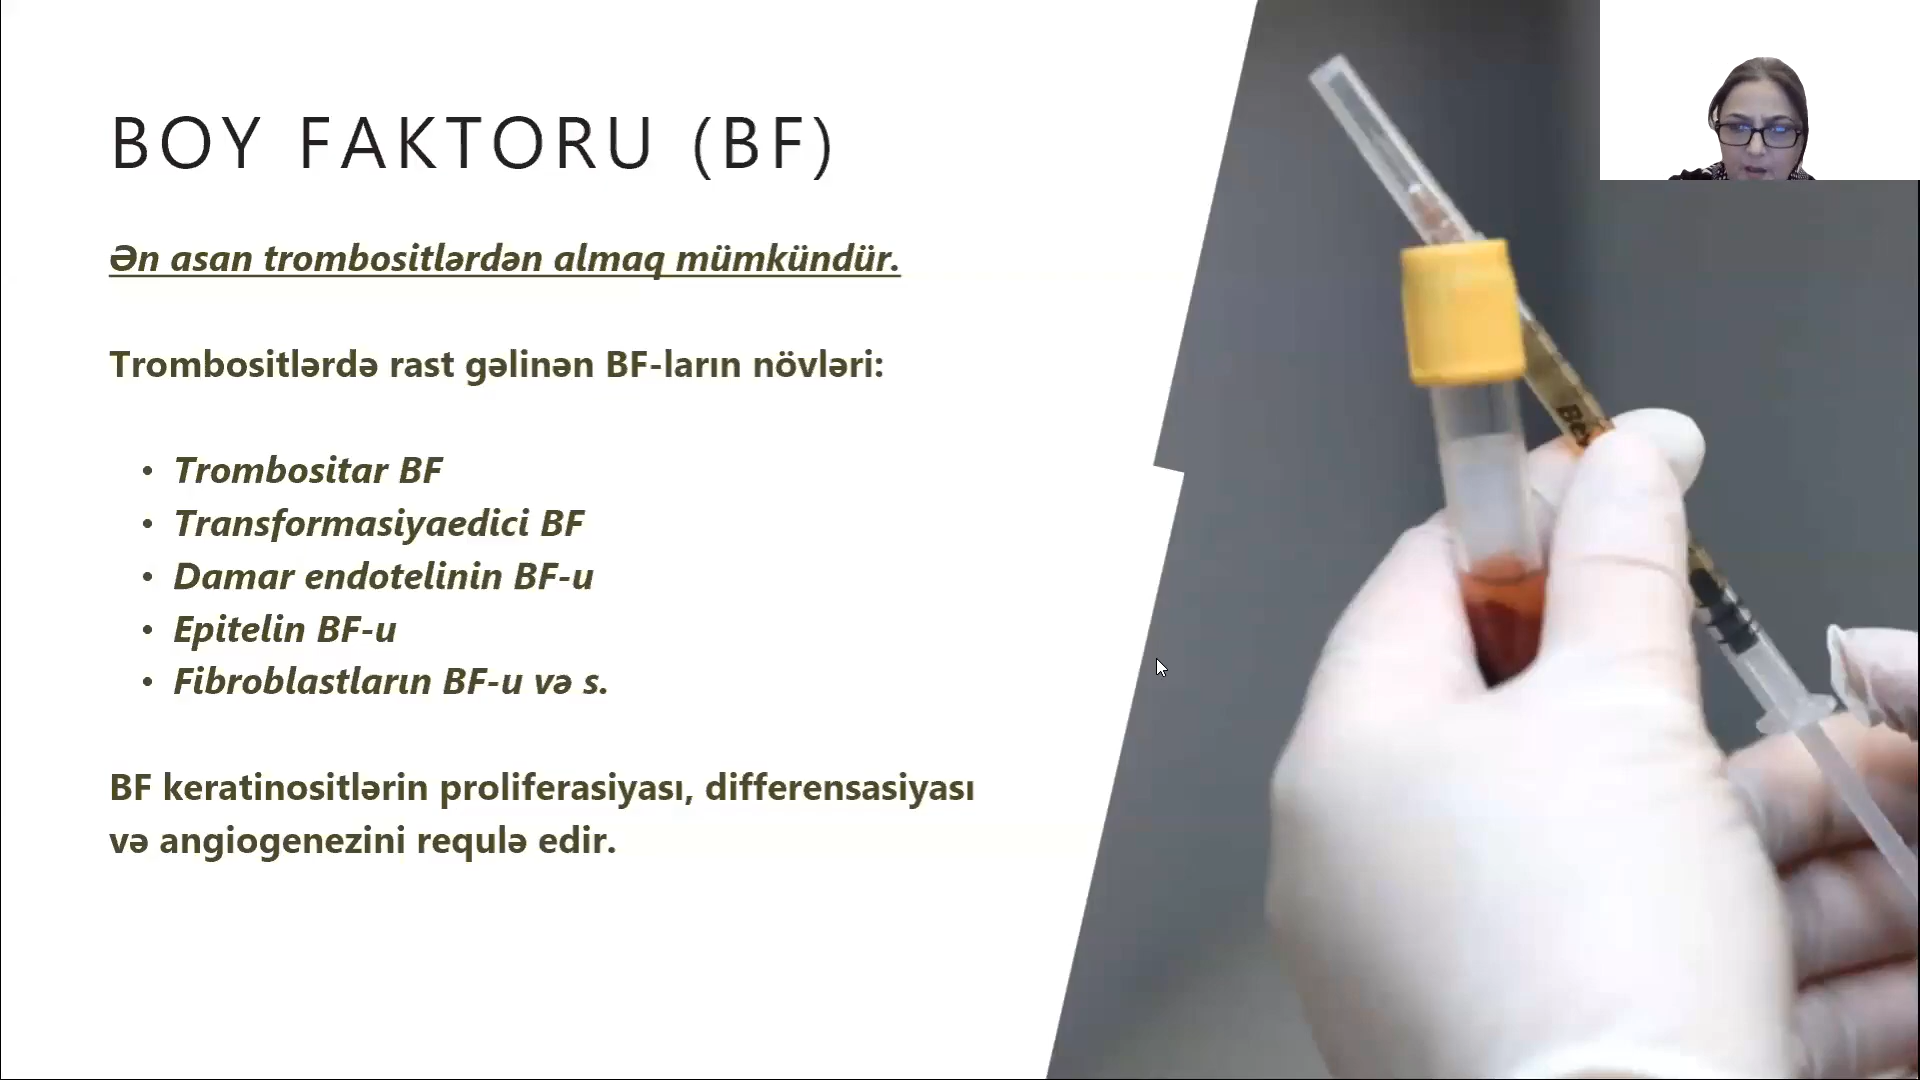 BOY FAKTORU (BF)
Ən asan trombositlərdən almaq mümkündür.
Trombositlərdə rast gəlinən BF-ların növləri:
• Trombositar BF
• Transformasiyaedici BF
• Damar endotelinin BF-u
• Epitelin BF-u
• Fibroblastların BF-u və s.
BF keratinositlərin proliferasiyası, differensasiyası
və angiogenezini requlə edir.